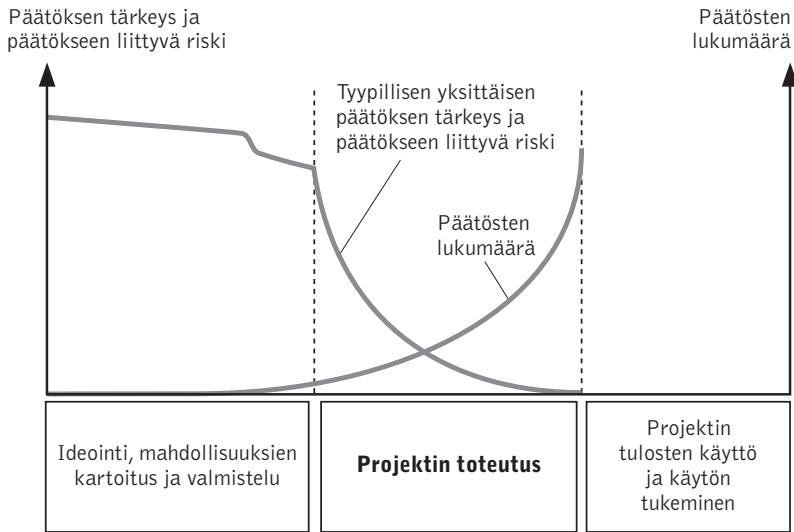 Päätöksen tärkeys ja
päätökseen liittyvä riski
Päätösten
lukumäärä
Tyypillisen yksittäisen
päätöksen tärkeys ja
päätökseen liittyvä riski
Päätösten
lukumäärä
Ideointi, mahdollisuuksien
kartoitus ja valmistelu
Projektin toteutus
Projektin
tulosten käyttö
ja käytön
tukeminen